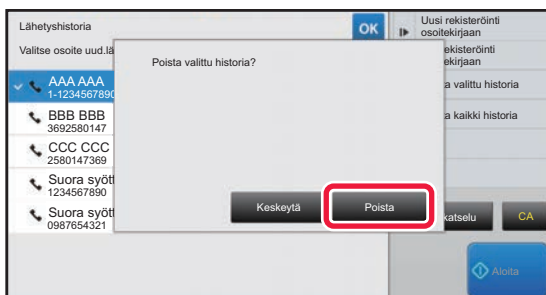 Lähetyshistoria
OK
Uusi rekisteröinti
osoitekirjaan
Valitse osoite uud.lä
ekisteröinti
ekirjaan
Poista valittu historia?
AAA AAA
1-1234567890
a valittu historia
BBB BBB
3692580147
a kaikki historia
CCC CCC
2580147369
Suora syött
1234567890
Keskeytä
Poista
Suora syött
0987654321
katselu
CA
Aloita